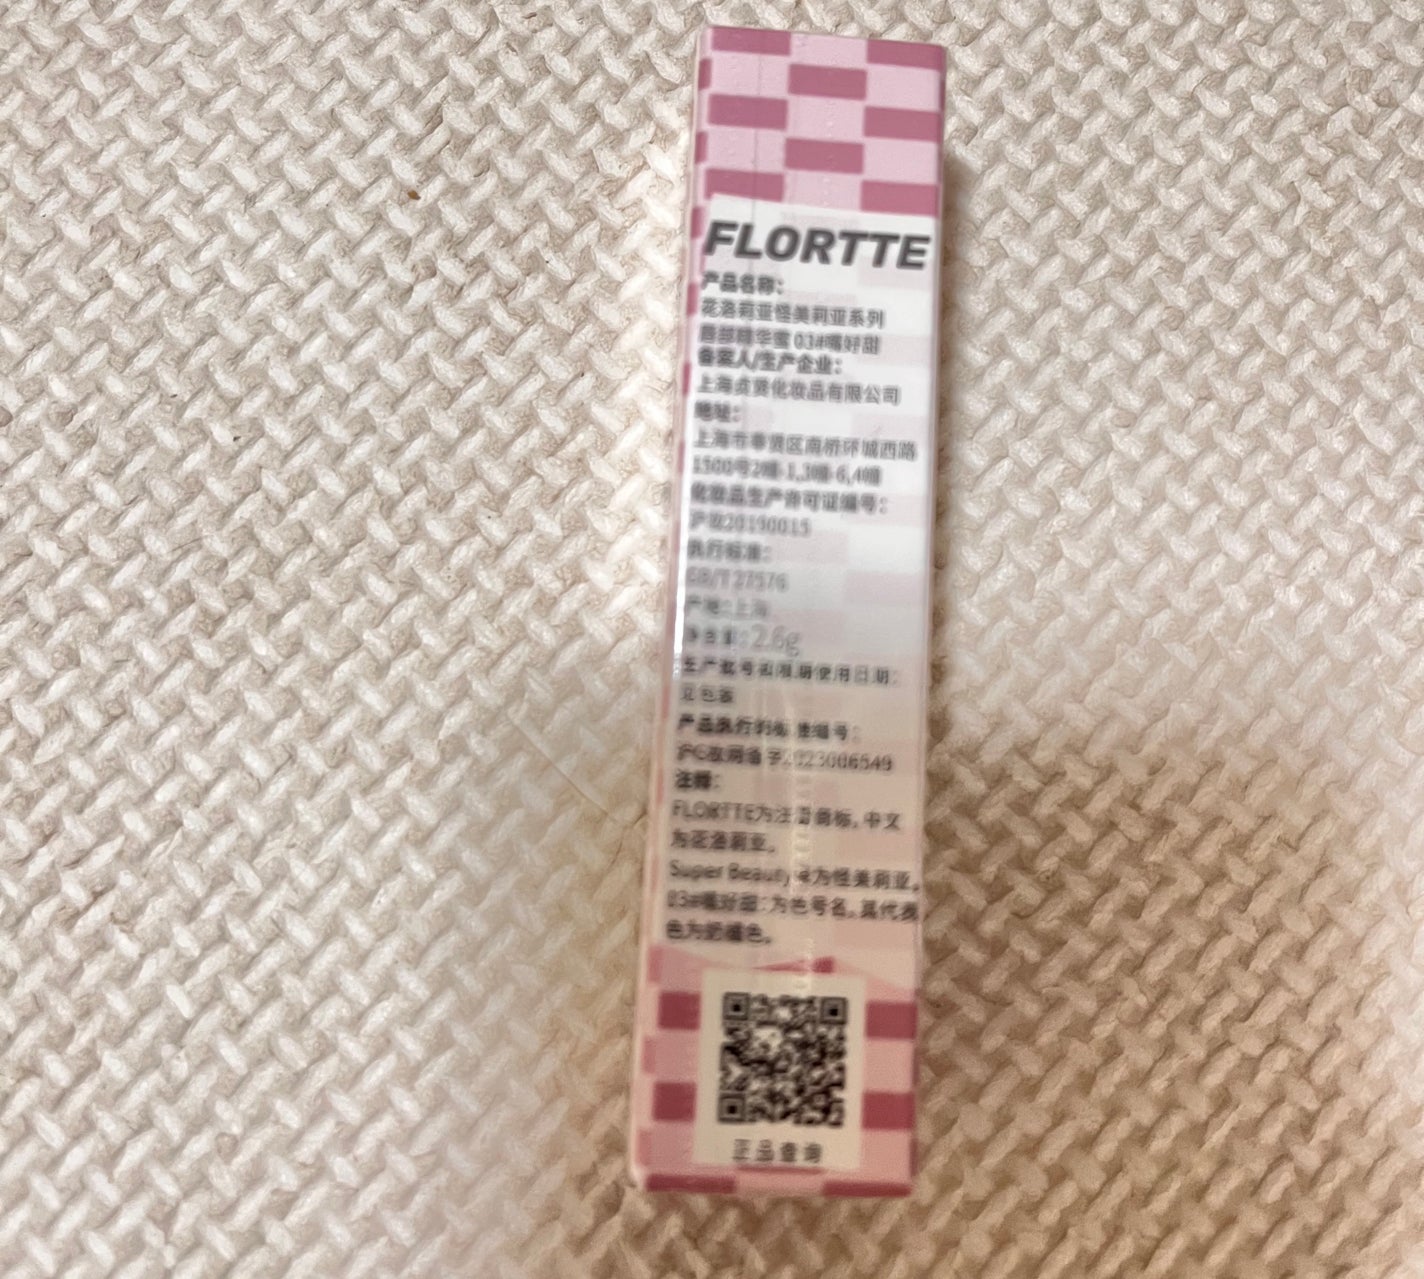 FLORTTE
产品名称：
花洛莉亚怪美莉亚系列
唇部精华蜜 03#嘴好甜
备案人/生产企业：
上海贞贤化妆品有限公司
地址：
上海市奉贤区南桥环城西路
1500号2幢-1,3幢-6,4幢
化妆品生产许可证编号：
沪妆20190015
执行标准：
GB/T 27576
产地：上海
净含量：2.6g
生产批号和限期使用日期：
见包装
产品执行的标准编号：
沪G妆网备字2023006549
注释：
FLORTTE为注册商标，中文
为花洛莉亚。
Super Beauty译为怪美莉亚。
03#嘴好甜：为色号名。其代表
色为奶橘色。
正品查询